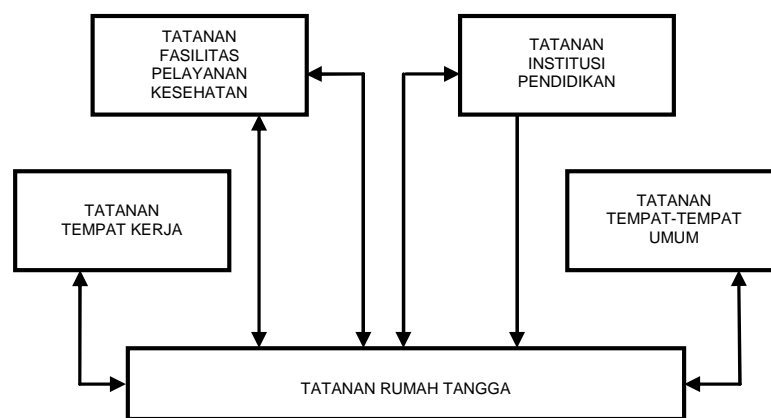 TATANAN
FASILITAS
PELAYANAN
KESEHATAN
TATANAN
INSTITUSI
PENDIDIKAN
TATANAN
TEMPAT KERJA
TATANAN
TEMPAT-TEMPAT
UMUM
TATANAN RUMAH TANGGA